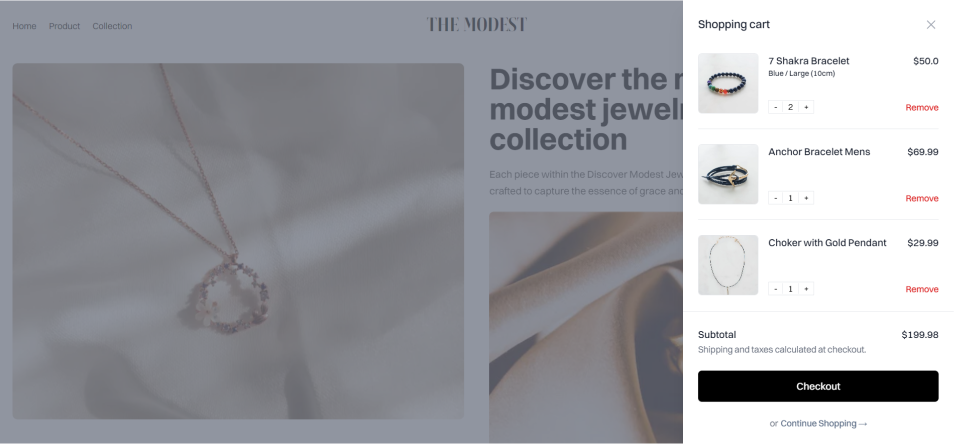 Home Product Collection
THE MODEST
Discover the
modest jewel
collection
Each piece within the Discover Modest Jew
crafted to capture the essence of grace and
Shopping cart
7 Shakra Bracelet $50.0
Blue / Large (10cm)
- 2 + Remove
Anchor Bracelet Mens $69.99
- 1 + Remove
Choker with Gold Pendant $29.99
- 1 + Remove
Subtotal $199.98
Shipping and taxes calculated at checkout.
Checkout
or Continue Shopping →